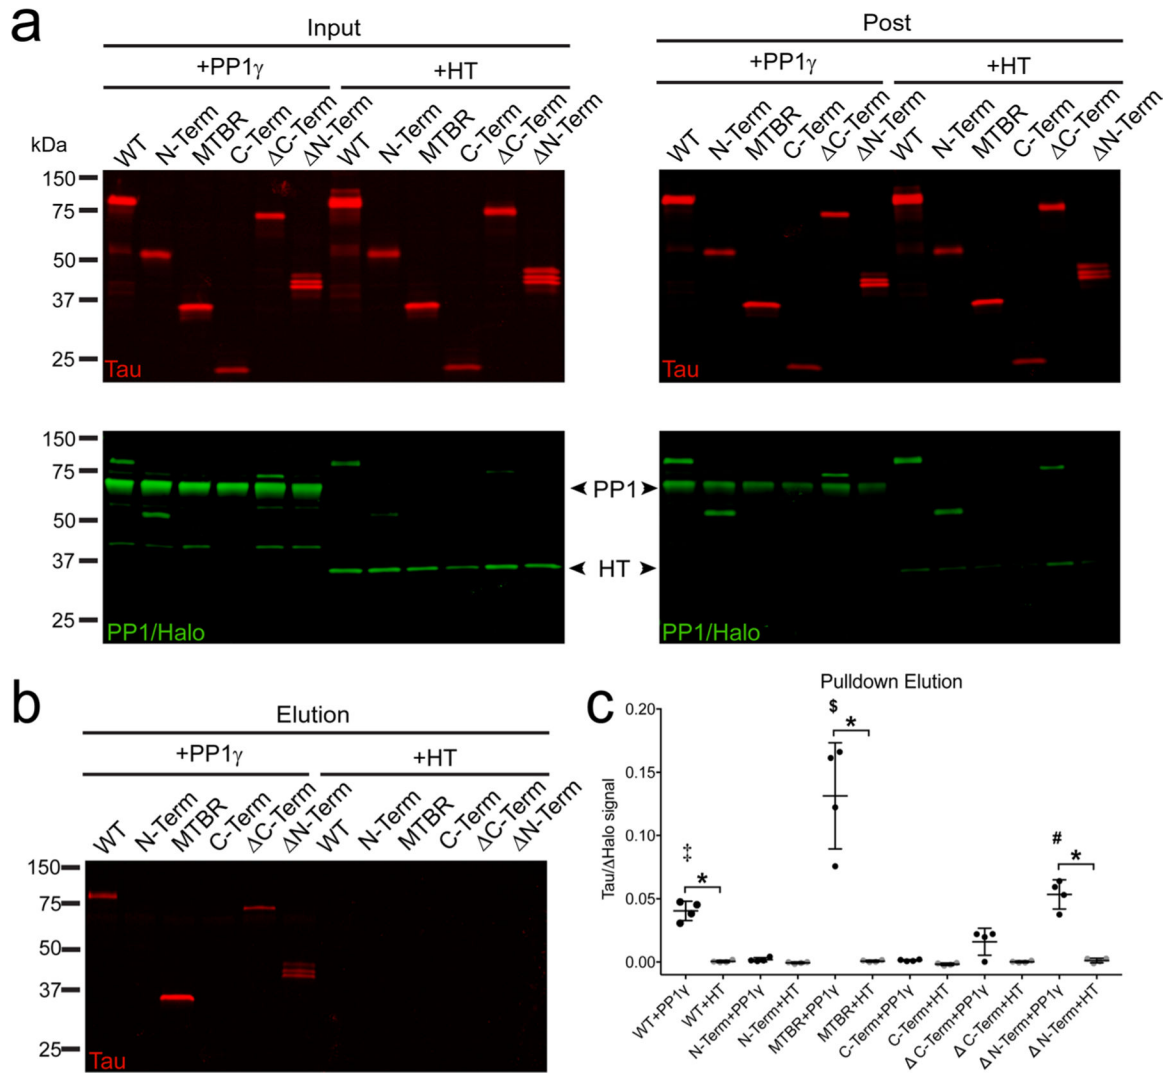 a
Input
+PP1γ +HT
kDa
WT N-Term MTBR C-Term ΔC-Term ΔN-Term WT N-Term MTBR C-Term ΔC-Term ΔN-Term
150
75
50
37
25
Tau
Post
+PP1γ +HT
WT N-Term MTBR C-Term ΔC-Term ΔN-Term WT N-Term MTBR C-Term ΔC-Term ΔN-Term
Tau
150
75
50
37
25
PP1/Halo
PP1
HT
PP1/Halo
b
Elution
+PP1γ +HT
WT N-Term MTBR C-Term ΔC-Term ΔN-Term WT N-Term MTBR C-Term ΔC-Term ΔN-Term
150
75
50
37
25
Tau
c
Pulldown Elution
Tau/ΔHalo signal
0.20
0.15
0.10
0.05
0.00
‡
*
$
*
#
*
WT+PP1γ
WT+HT
N-Term+PP1γ
N-Term+HT
MTBR+PP1γ
MTBR+HT
C-Term+PP1γ
C-Term+HT
Δ C-Term+PP1γ
Δ C-Term+HT
Δ N-Term+PP1γ
Δ N-Term+HT